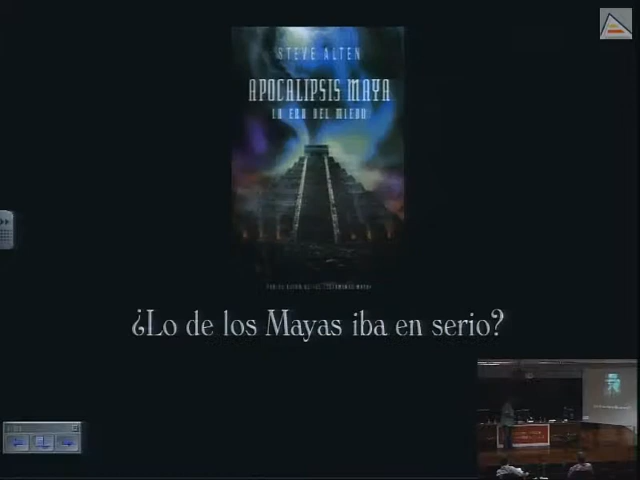 STEVE ALTEN
APOCALIPSIS MAYA
LA ERA DEL MIEDO
¿Lo de los Mayas iba en serio?